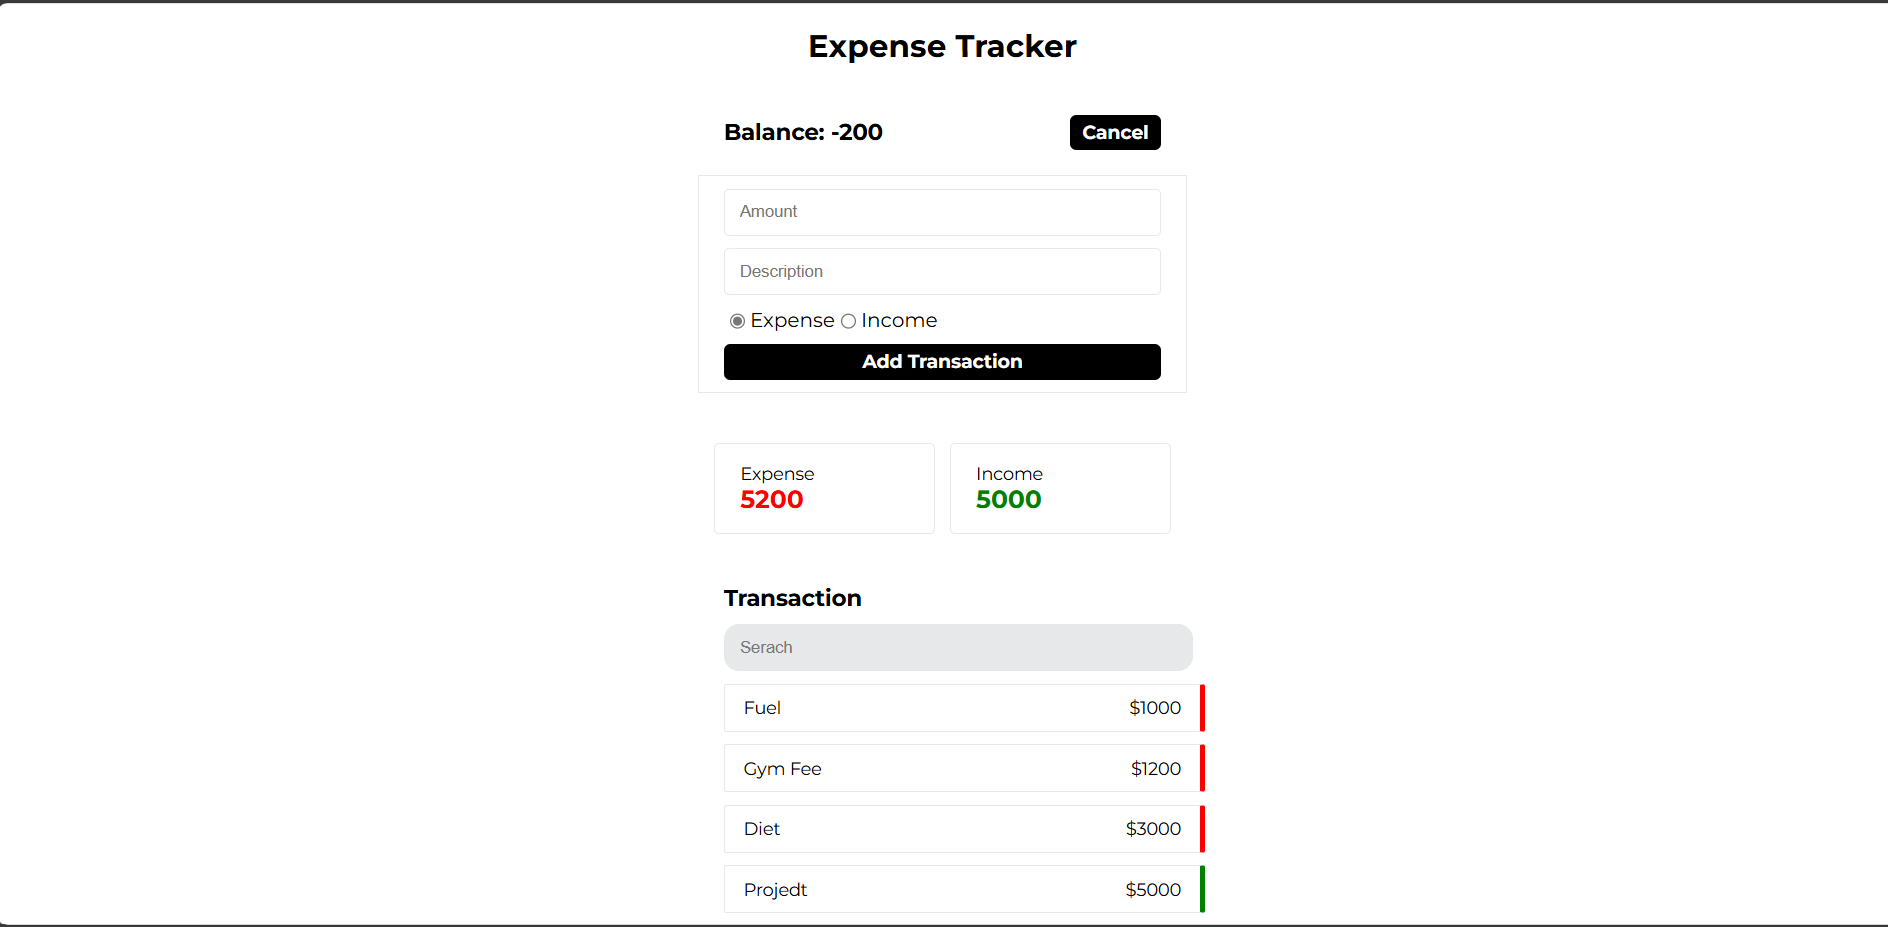 Expense Tracker
Balance: -200 Cancel
Amount
Description
Expense Income
Add Transaction
Expense Income
5200 5000
Transaction
Serach
Fuel $1000
Gym Fee $1200
Diet $3000
Projedt $5000